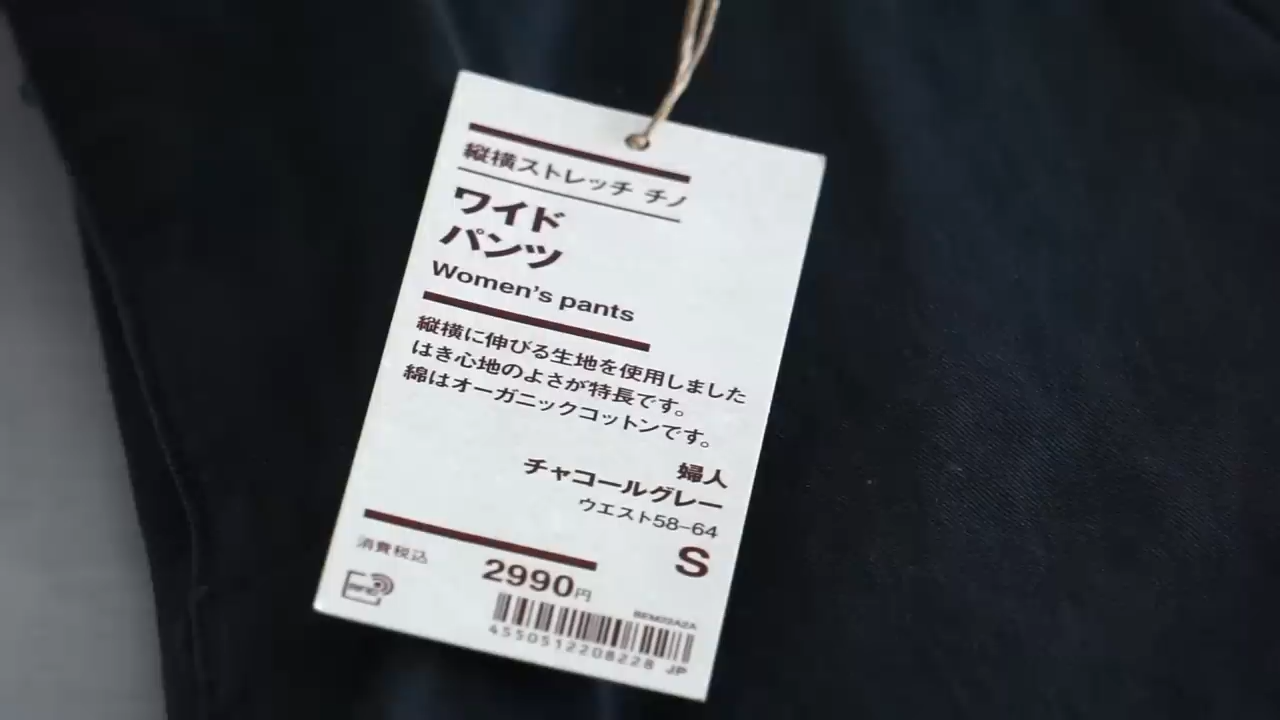 縦横ストレッチ チノ
ワイド
パンツ
Women's pants
縦横に伸びる生地を使用しました
はき心地のよさが特長です。
綿はオーガニックコットンです。
婦人
チャコールグレー
ウエスト58–64
S
消費税込
2990円
4550512208228 JP